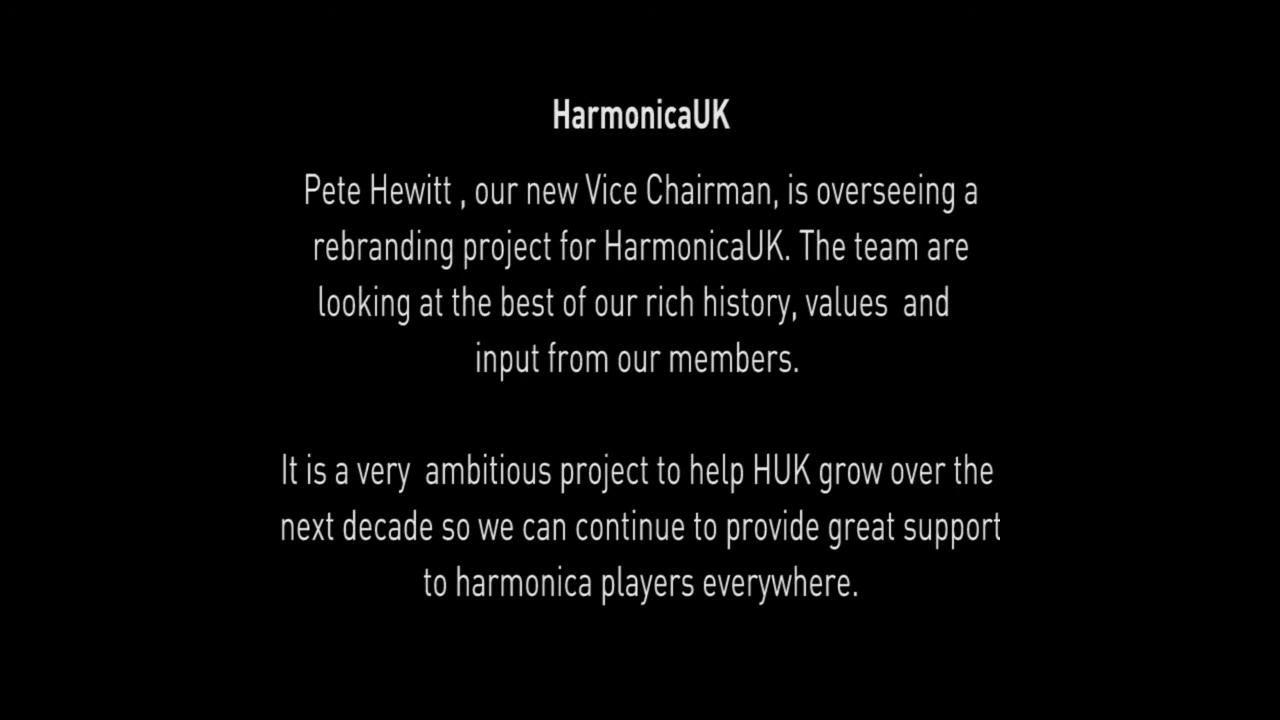 HarmonicaUK
Pete Hewitt , our new Vice Chairman, is overseeing a
rebranding project for HarmonicaUK. The team are
looking at the best of our rich history, values  and
input from our members.
It is a very  ambitious project to help HUK grow over the
next decade so we can continue to provide great support
to harmonica players everywhere.